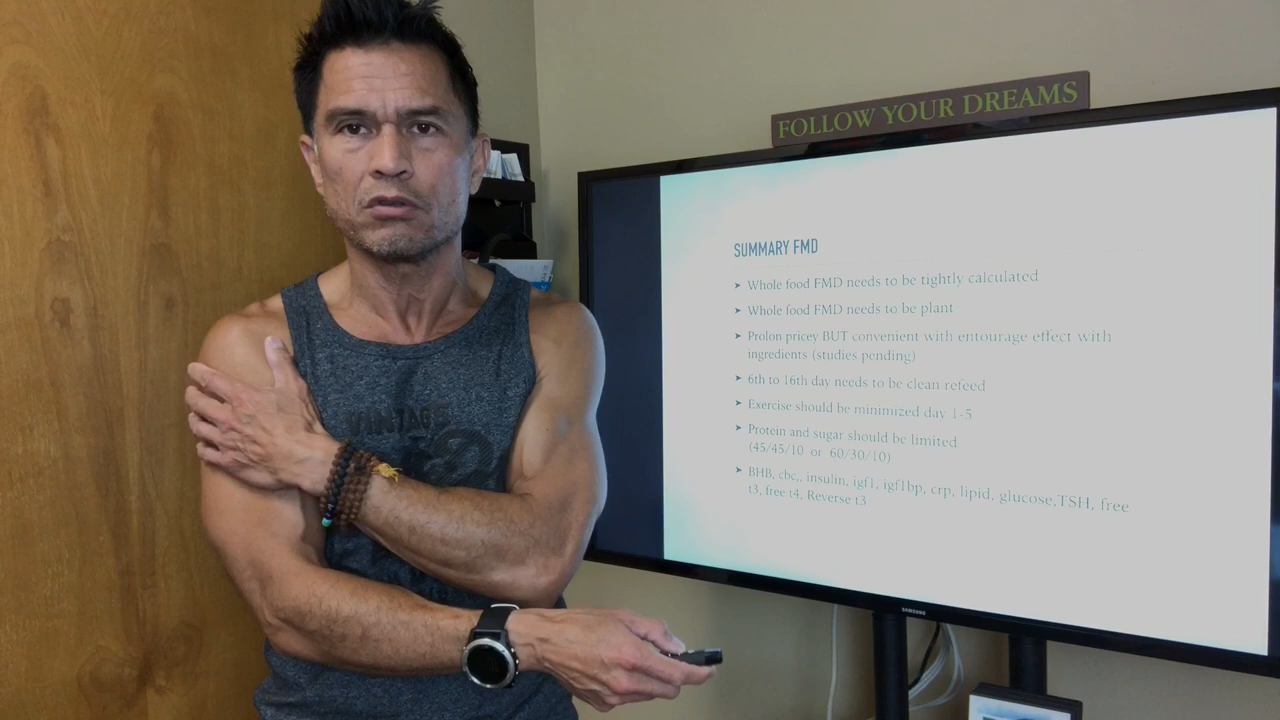 FOLLOW YOUR DREAMS
SUMMARY FMD
➤ Whole food FMD needs to be tightly calculated
➤ Whole food FMD needs to be plant
➤ Prolon pricey BUT convenient with entourage effect with
ingredients (studies pending)
➤ 6th to 16th day needs to be clean refeed
➤ Exercise should be minimized day 1-5
➤ Protein and sugar should be limited
(45/45/10 or 60/30/10)
➤ BHB, cbc,, insulin, igf1, igf1bp, crp, lipid, glucose,TSH, free
t3, free t4. Reverse t3
SAMSUNG
VINTAGE